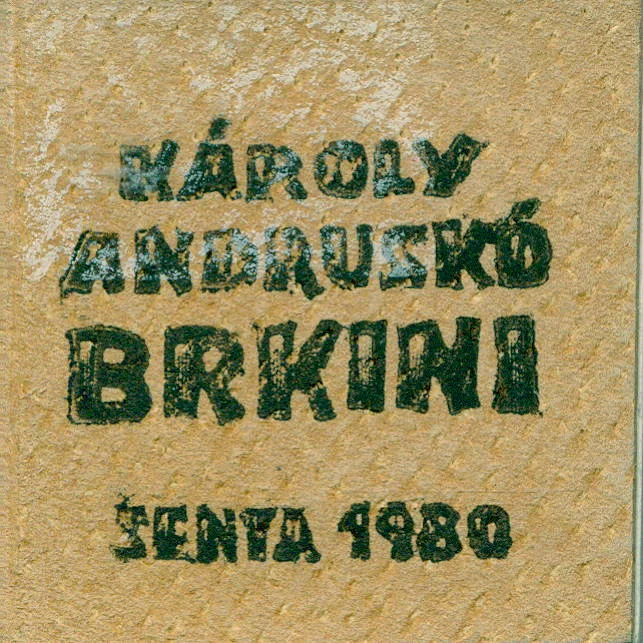 KÁROLY
ANDRUSKÓ
BRKINI
SENTA 1980